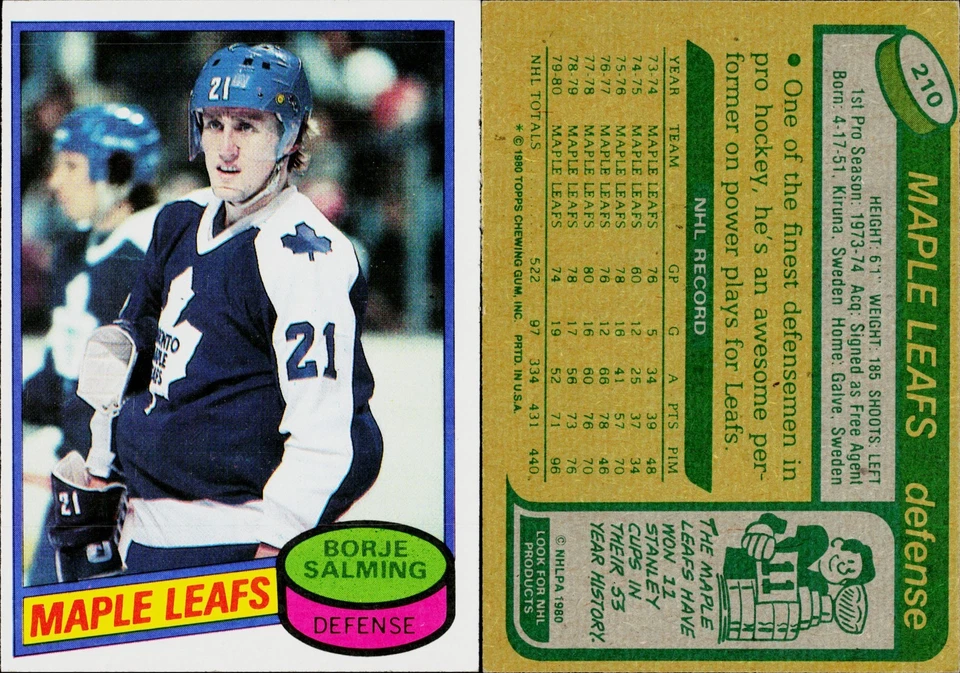 21
TORONTO
MAPLE
LEAFS
21
21
BORJE
SALMING
DEFENSE
MAPLE LEAFS
210
MAPLE LEAFS defense
HEIGHT: 6'1" WEIGHT: 185 SHOOTS: LEFT
1st Pro Season: 1973-74 Acq. Signed as Free Agent
Born: 4-17-51, Kiruna, Sweden Home: Galve, Sweden
• One of the finest defensemen in
pro hockey, he's an awesome per-
former on power plays for Leafs.
NHL RECORD
YEAR TEAM GP G A PTS PIM
73-74 MAPLE LEAFS 76 5 34 39 48
74-75 MAPLE LEAFS 60 12 25 37 34
75-76 MAPLE LEAFS 78 16 41 57 70
76-77 MAPLE LEAFS 76 12 66 78 46
77-78 MAPLE LEAFS 80 16 60 76 70
78-79 MAPLE LEAFS 78 17 56 73 76
79-80 MAPLE LEAFS 74 19 52 71 96
NHL TOTALS 522 97 334 431 440
* © 1980 TOPPS CHEWING GUM, INC. PRTD. IN U.S.A.
11
THE MAPLE
LEAFS HAVE
WON 11
STANLEY
CUPS IN
THEIR 53
YEAR HISTORY.
© NHLPA 1980
LOOK FOR NHL
PRODUCTS